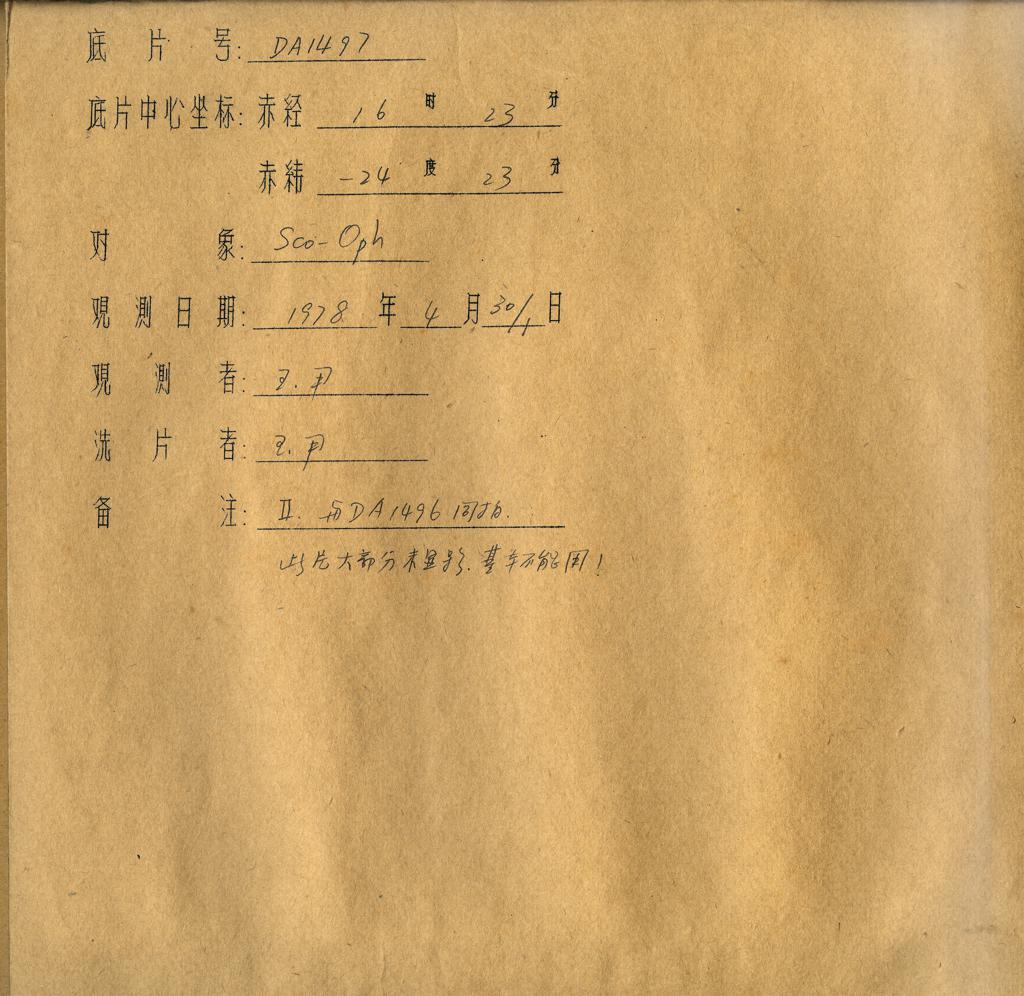 底片号: DA1497
底片中心坐标: 赤经 16 时 23 分
赤纬 -24 度 23 分
对象: Sco-Oph
观测日期: 1978 年 4 月 30/1 日
观测者: 王.尹
洗片者: 王.尹
备注: II. 与DA1496同拍.
此片大部分未显影. 基本不能用!